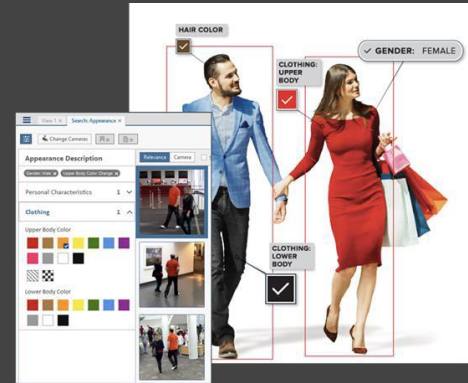 HAIR COLOR
CLOTHING:
UPPER
BODY
GENDER: FEMALE
CLOTHING:
LOWER
BODY
View 1 ×
Search: Appearance ×
Change Cameras
Appearance Description
Gender: Male ×
Upper Body Color: Orange ×
Personal Characteristics 1
Clothing 1
Upper Body Color
Lower Body Color
Relevance
Camera